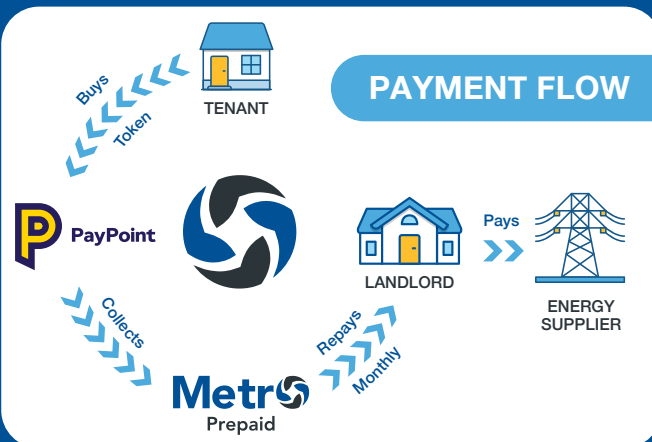 PAYMENT FLOW
TENANT
Buys
Token
PayPoint
Collects
Metro
Prepaid
Repays
Monthly
LANDLORD
Pays
ENERGY
SUPPLIER